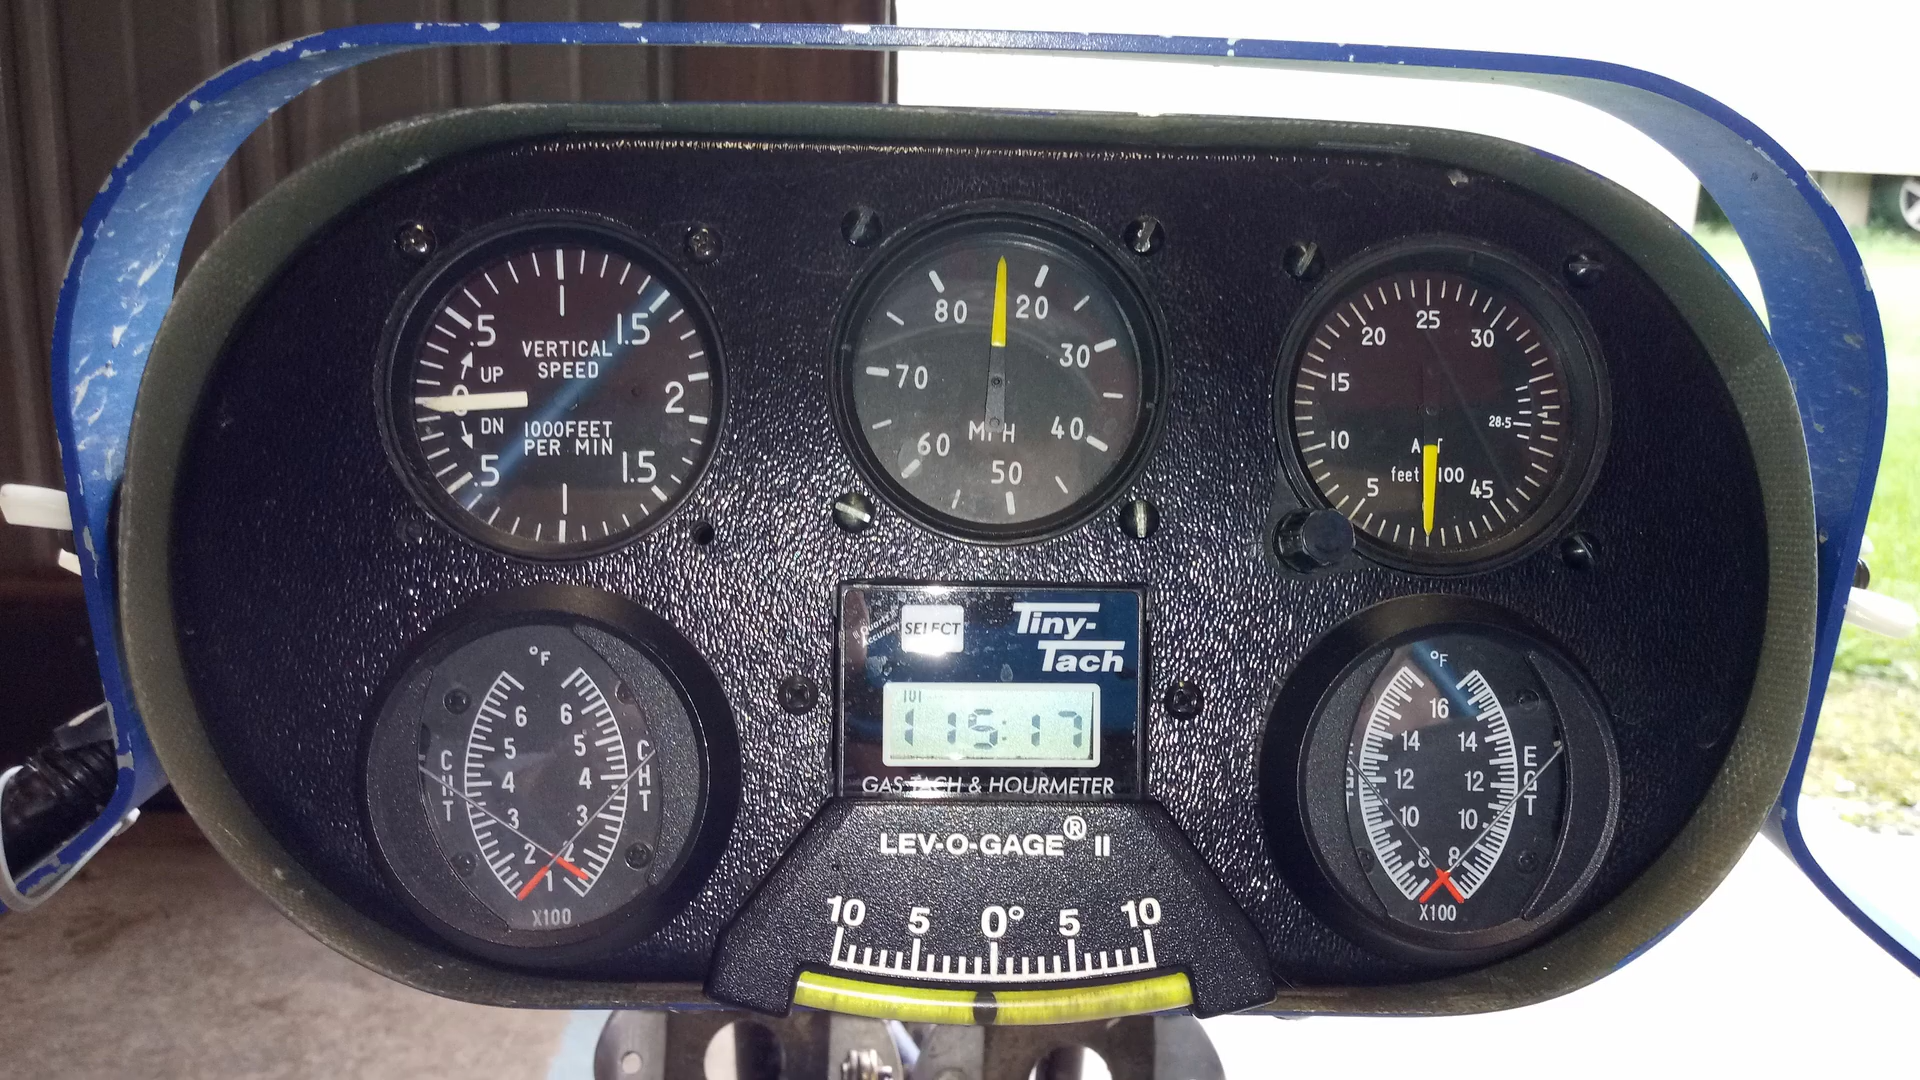 .5
1
1.5
UP
VERTICAL
SPEED
2
DN
1000FEET
PER MIN
.5
1
1.5
80
20
70
30
MPH
60
40
50
20
25
30
15
28.5
10
feet 100
5
45
SELECT
Tiny-
Tach
115:17
GAS TACH & HOURMETER
°F
6 6
5 5
CHT
4 4
CHT
3 3
2 2
1
X100
LEV-O-GAGE® II
10 5 0° 5 10
°F
16
14 14
12 12
EGT
10 10
8 8
X100